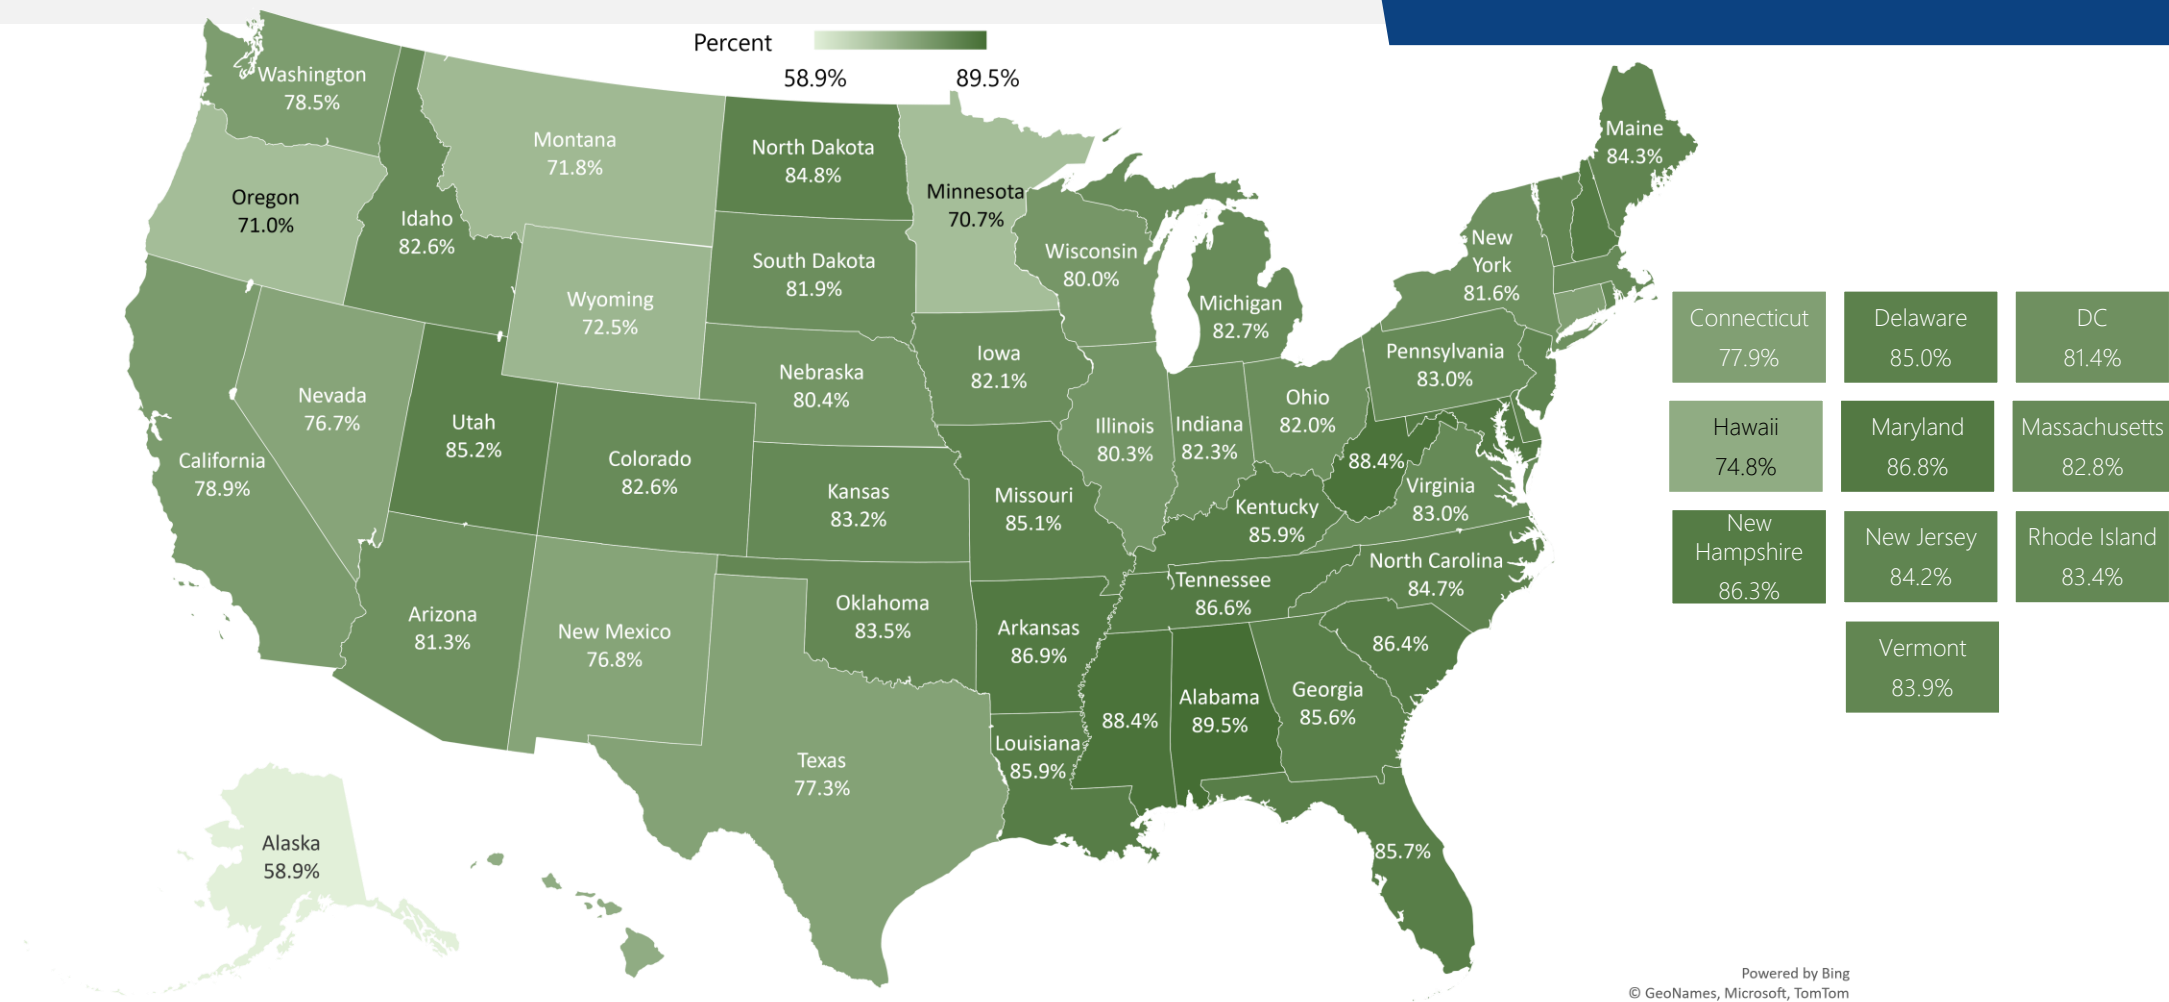 Percent
58.9% 89.5%
Washington
78.5%
Montana
71.8%
North Dakota
84.8%
Minnesota
70.7%
Maine
84.3%
Oregon
71.0%
Idaho
82.6%
Wyoming
72.5%
South Dakota
81.9%
Wisconsin
80.0%
Michigan
82.7%
New
York
81.6%
Nevada
76.7%
Utah
85.2%
Nebraska
80.4%
Iowa
82.1%
Pennsylvania
83.0%
California
78.9%
Colorado
82.6%
Kansas
83.2%
Missouri
85.1%
Illinois
80.3%
Indiana
82.3%
Ohio
82.0%
88.4%
Virginia
83.0%
Kentucky
85.9%
Arizona
81.3%
New Mexico
76.8%
Oklahoma
83.5%
Arkansas
86.9%
Tennessee
86.6%
North Carolina
84.7%
86.4%
Texas
77.3%
Louisiana
85.9%
88.4%
Alabama
89.5%
Georgia
85.6%
85.7%
Alaska
58.9%
Connecticut
77.9%
Delaware
85.0%
DC
81.4%
Hawaii
74.8%
Maryland
86.8%
Massachusetts
82.8%
New
Hampshire
86.3%
New Jersey
84.2%
Rhode Island
83.4%
Vermont
83.9%
Powered by Bing
© GeoNames, Microsoft, TomTom